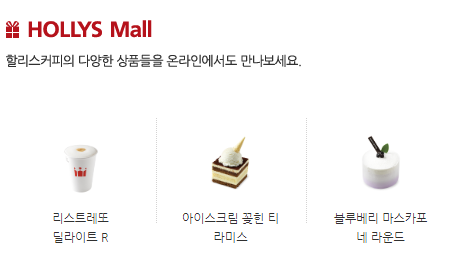 HOLLYS Mall
할리스커피의 다양한 상품들을 온라인에서도 만나보세요.
리스트레또
딜라이트 R
아이스크림 꽂힌 티
라미스
블루베리 마스카포
네 라운드